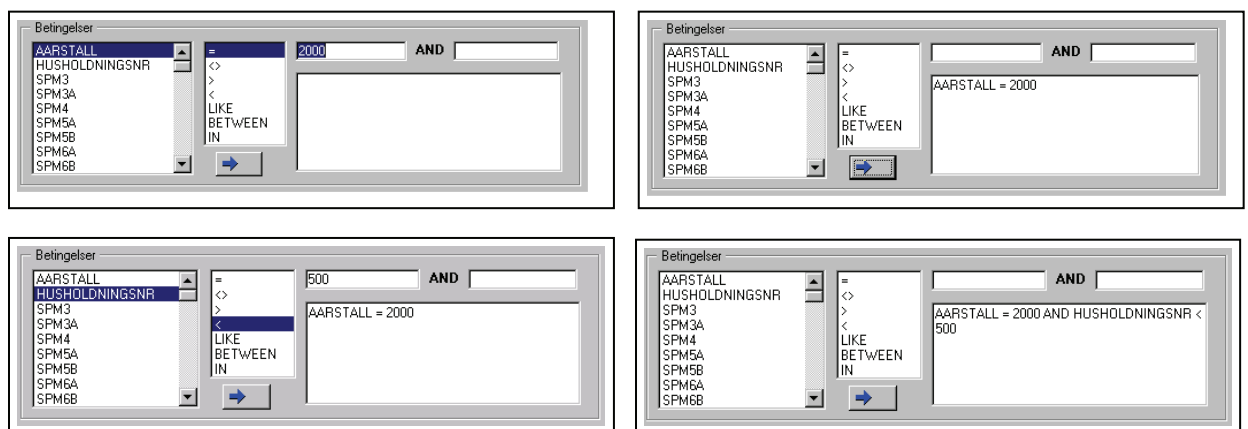 Betingelser
AARSTALL
HUSHOLDNINGSNR
SPM3
SPM3A
SPM4
SPM5A
SPM5B
SPM6A
SPM6B
=
<>
>
<
LIKE
BETWEEN
IN
2000 AND
Betingelser
AARSTALL
HUSHOLDNINGSNR
SPM3
SPM3A
SPM4
SPM5A
SPM5B
SPM6A
SPM6B
=
<>
>
<
LIKE
BETWEEN
IN
AND
AARSTALL = 2000
Betingelser
AARSTALL
HUSHOLDNINGSNR
SPM3
SPM3A
SPM4
SPM5A
SPM5B
SPM6A
SPM6B
=
<>
>
<
LIKE
BETWEEN
IN
500 AND
AARSTALL = 2000
Betingelser
AARSTALL
HUSHOLDNINGSNR
SPM3
SPM3A
SPM4
SPM5A
SPM5B
SPM6A
SPM6B
=
<>
>
<
LIKE
BETWEEN
IN
AND
AARSTALL = 2000 AND HUSHOLDNINGSNR <
500